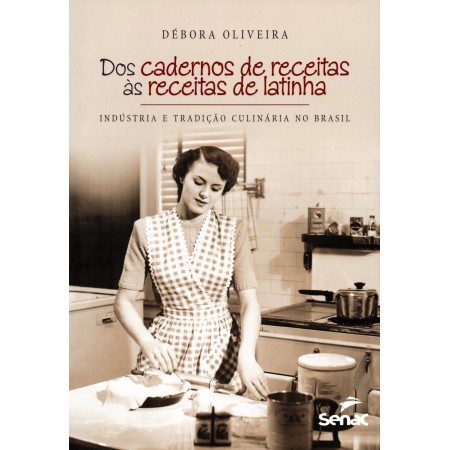 DÉBORA OLIVEIRA
Dos cadernos de receitas
às receitas de latinha
INDÚSTRIA E TRADIÇÃO CULINÁRIA NO BRASIL
Senac